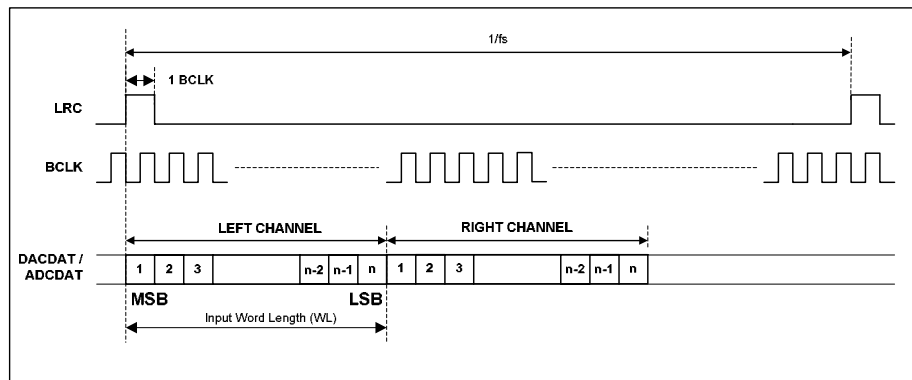 1/fs
1 BCLK
LRC
BCLK
LEFT CHANNEL RIGHT CHANNEL
DACDAT /
ADCDAT
1 2 3 n-2 n-1 n 1 2 3 n-2 n-1 n
MSB LSB
Input Word Length (WL)